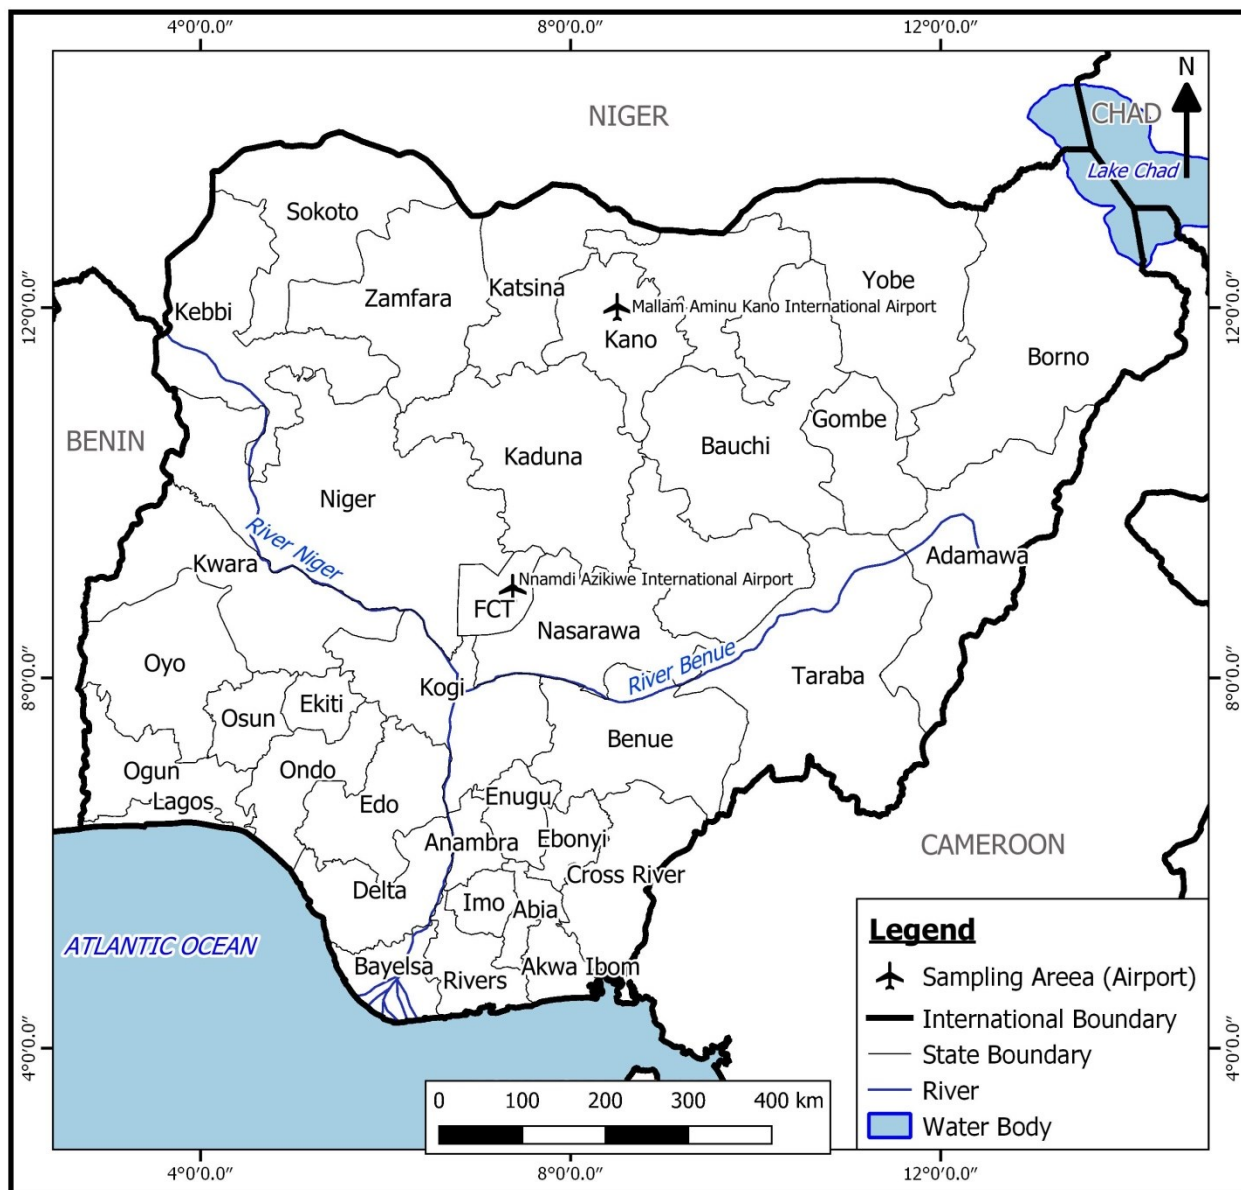 4°0′0.0″ 8°0′0.0″ 12°0′0.0″
N
NIGER
CHAD
Lake Chad
Sokoto
Yobe
Katsina
Zamfara
Kebbi
12°0′0.0″
12°0′0.0″
Mallam Aminu Kano International Airport
Kano
Borno
Gombe
BENIN
Bauchi
Kaduna
Niger
River Niger
Adamawa
Kwara
Nnamdi Azikiwe International Airport
FCT
Nasarawa
Oyo
River Benue
Taraba
8°0′0.0″
8°0′0.0″
Kogi
Ekiti
Osun
Benue
Ogun
Ondo
Lagos
Edo
Enugu
Anambra
Ebonyi
CAMEROON
Cross River
Delta
Imo
Abia
ATLANTIC OCEAN
Bayelsa
Rivers
Akwa Ibom
Legend
Sampling Areea (Airport)
International Boundary
State Boundary
River
Water Body
4°0′0.0″
4°0′0.0″
0 100 200 300 400 km
4°0′0.0″ 8°0′0.0″ 12°0′0.0″